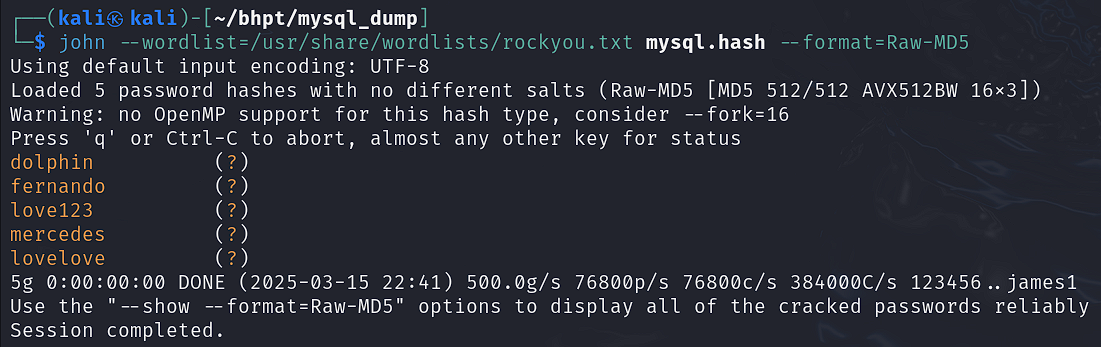 ┌──(kali㉿kali)-[~/bhpt/mysql_dump]
└─$ john --wordlist=/usr/share/wordlists/rockyou.txt mysql.hash --format=Raw-MD5
Using default input encoding: UTF-8
Loaded 5 password hashes with no different salts (Raw-MD5 [MD5 512/512 AVX512BW 16×3])
Warning: no OpenMP support for this hash type, consider --fork=16
Press 'q' or Ctrl-C to abort, almost any other key for status
dolphin          (?)
fernando         (?)
love123          (?)
mercedes         (?)
lovelove         (?)
5g 0:00:00:00 DONE (2025-03-15 22:41) 500.0g/s 76800p/s 76800c/s 384000C/s 123456..james1
Use the "--show --format=Raw-MD5" options to display all of the cracked passwords reliably
Session completed.